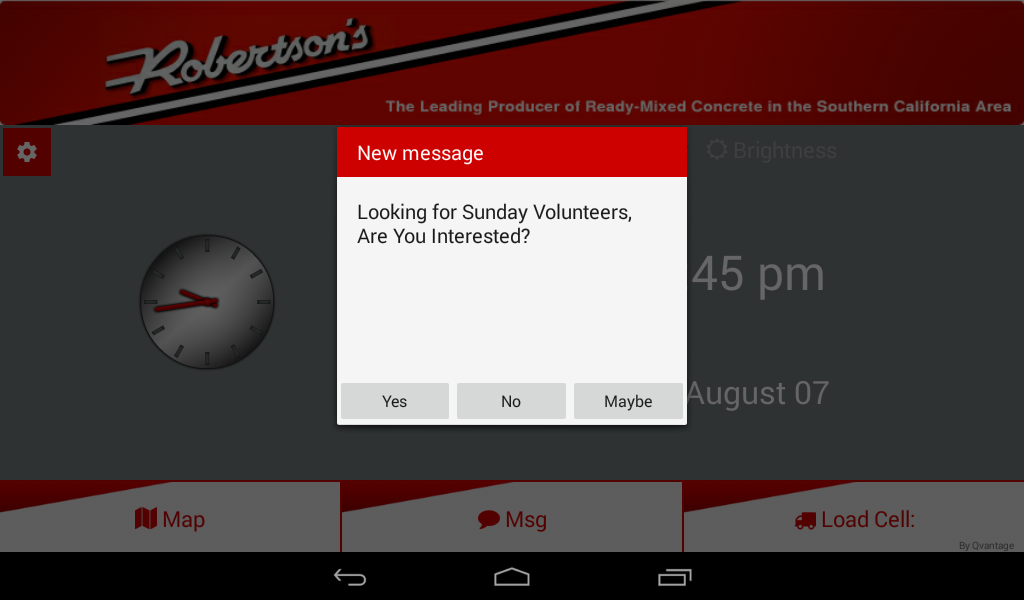 Robertson's
The Leading Producer of Ready-Mixed Concrete in the Southern California Area
New message
Brightness
Looking for Sunday Volunteers,
Are You Interested?
45 pm
Yes
No
Maybe
August 07
Map
Msg
Load Cell:
By Qvantage